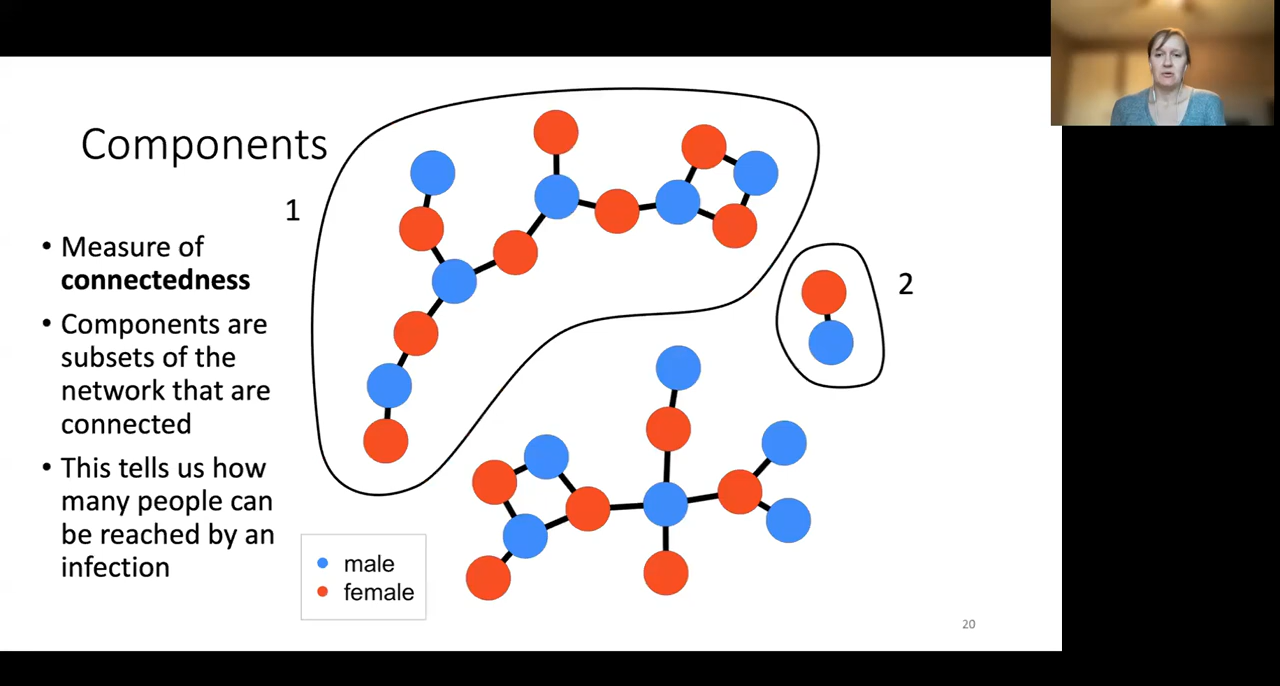 Components
1
• Measure of
connectedness
• Components are
subsets of the
network that are
connected
• This tells us how
many people can
be reached by an
infection
2
male
female
20